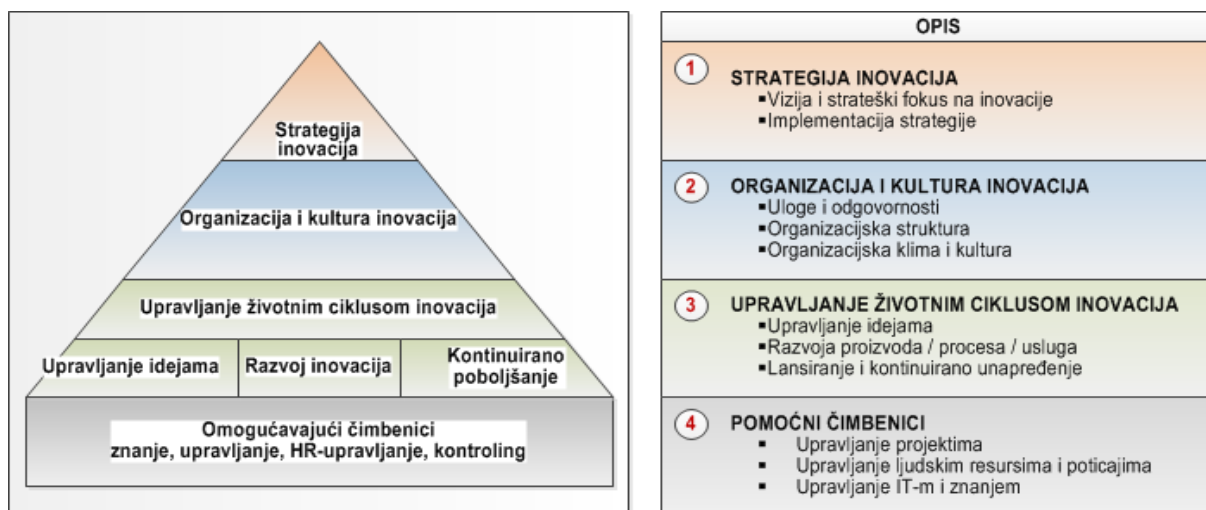 Strategija
inovacija
Organizacija i kultura inovacija
Upravljanje životnim ciklusom inovacija
Upravljanje idejama
Razvoj inovacija
Kontinuirano
poboljšanje
Omogućavajući čimbenici
znanje, upravljanje, HR-upravljanje, kontroling
OPIS
1
STRATEGIJA INOVACIJA
▪Vizija i strateški fokus na inovacije
▪Implementacija strategije
2
ORGANIZACIJA I KULTURA INOVACIJA
▪Uloge i odgovornosti
▪Organizacijska struktura
▪Organizacijska klima i kultura
3
UPRAVLJANJE ŽIVOTNIM CIKLUSOM INOVACIJA
▪Upravljanje idejama
▪Razvoja proizvoda / procesa / usluga
▪Lansiranje i kontinuirano unapređenje
4
POMOĆNI ČIMBENICI
▪ Upravljanje projektima
▪ Upravljanje ljudskim resursima i poticajima
▪ Upravljanje IT-m i znanjem